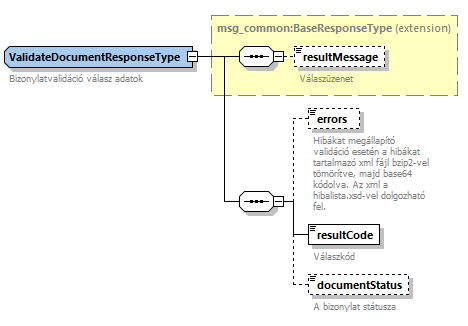 msg_common:BaseResponseType (extension)
ValidateDocumentResponseType
Bizonylatvalidáció válasz adatok
resultMessage
Válaszüzenet
errors
Hibákat megállapító
validáció esetén a hibákat
tartalmazó xml fájl bzip2-vel
tömörítve, majd base64
kódolva. Az xml a
hibalista.xsd-vel dolgozható
fel.
resultCode
Válaszkód
documentStatus
A bizonylat státusza